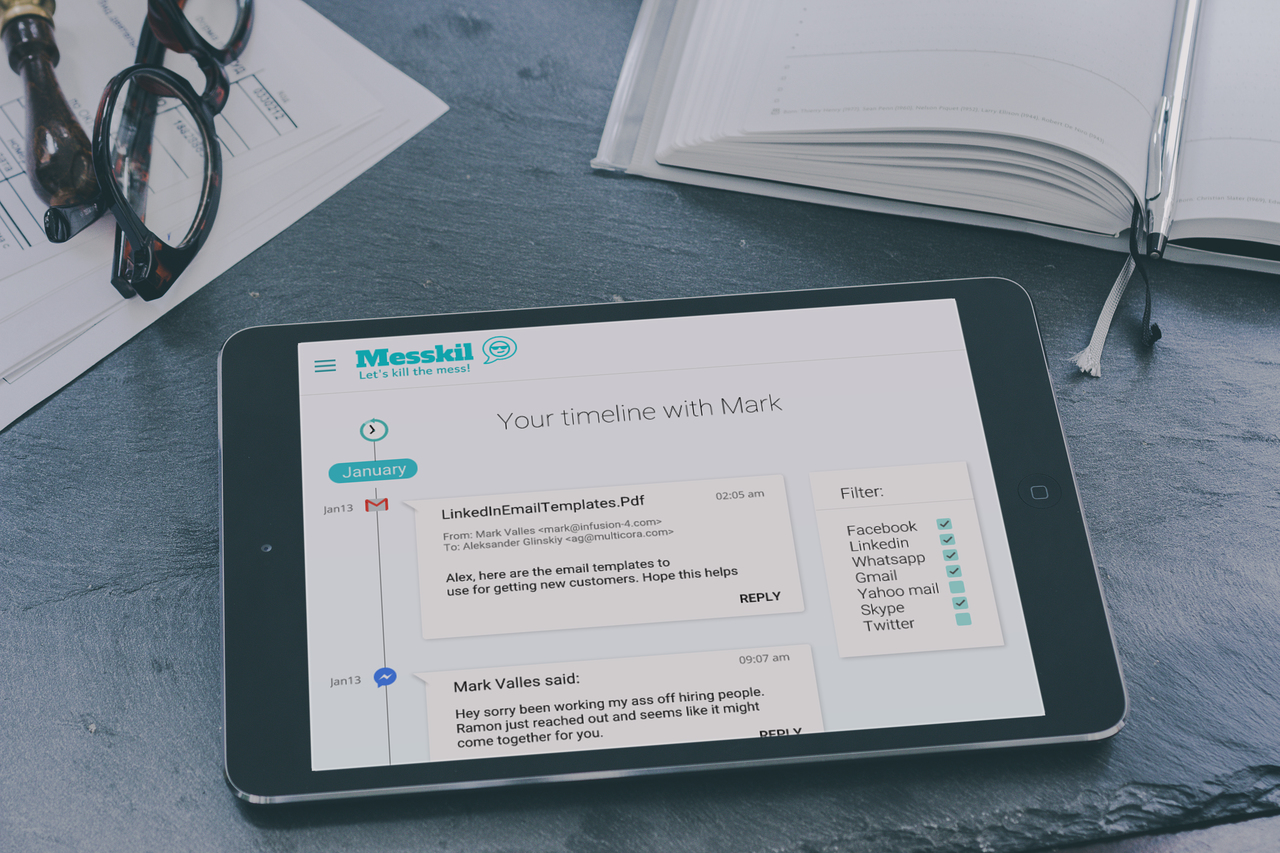 0330212
Messkil
Let's kill the mess!
Your timeline with Mark
January
Jan13
LinkedInEmailTemplates.Pdf
02:05 am
From: Mark Valles <mark@infusion-4.com>
To: Aleksander Glinskiy <ag@multicora.com>
Alex, here are the email templates to
use for getting new customers. Hope this helps
REPLY
Filter:
Facebook
Linkedin
Whatsapp
Gmail
Yahoo mail
Skype
Twitter
Jan13
09:07 am
Mark Valles said:
Hey sorry been working my ass off hiring people.
Ramon just reached out and seems like it might
come together for you.
REPLY